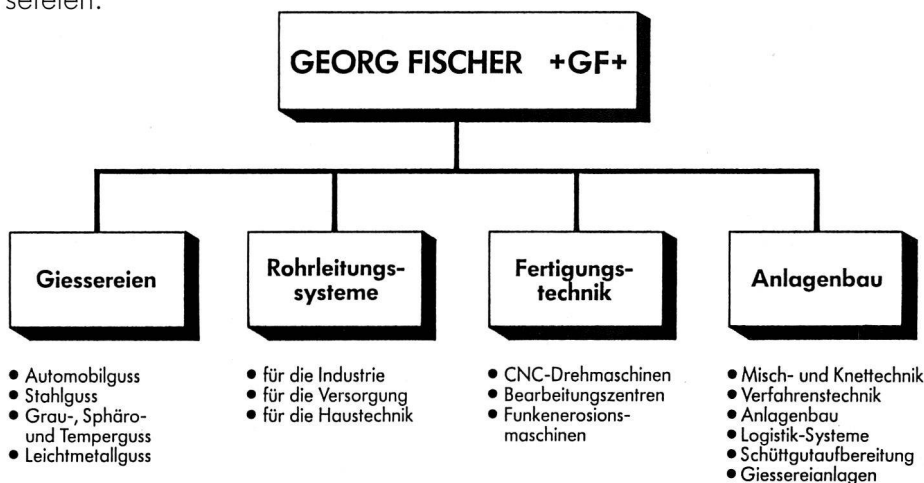 sereien.
GEORG FISCHER +GF+
Giessereien
Rohrleitungs-
systeme
Fertigungs-
technik
Anlagenbau
• Automobilguss
• Stahlguss
• Grau-, Sphäro-
und Temperguss
• Leichtmetallguss
• für die Industrie
• für die Versorgung
• für die Haustechnik
• CNC-Drehmaschinen
• Bearbeitungszentren
• Funkenerosions-
maschinen
• Misch- und Knettechnik
• Verfahrenstechnik
• Anlagenbau
• Logistik-Systeme
• Schüttgutaufbereitung
• Giessereianlagen